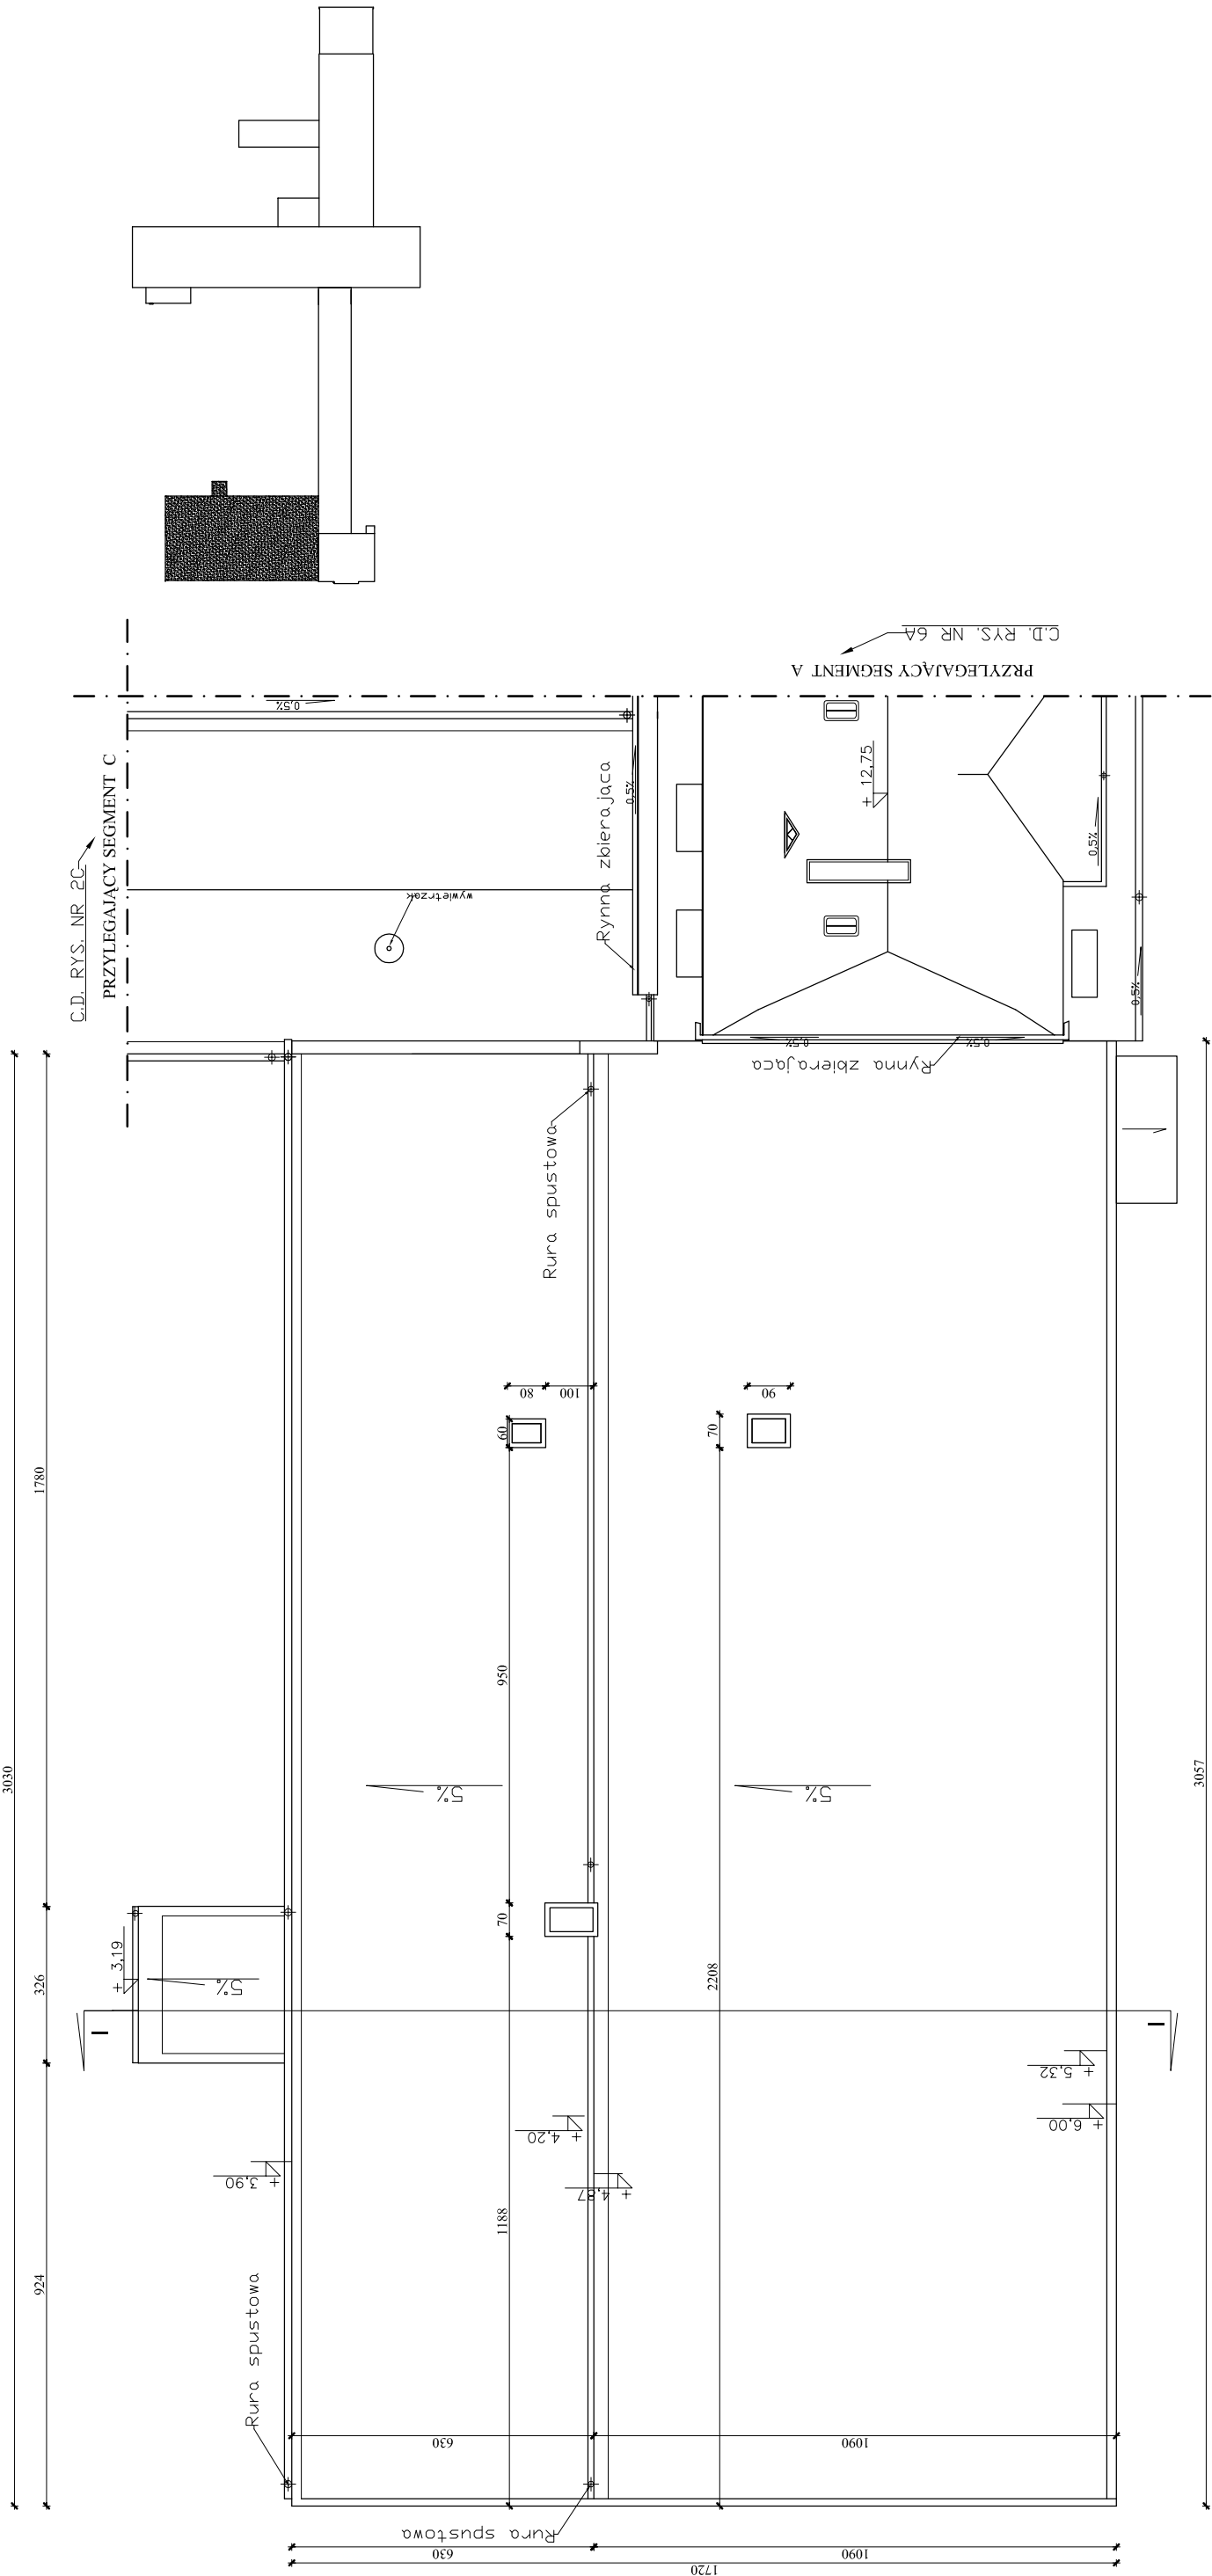 C.D. RYS. NR 2C
PRZYLEGAJĄCY SEGMENT C
C.D. RYS. NR 6A
PRZYLEGAJĄCY SEGMENT A
0,5%
wywietrzak
Rynna zbierająca
0,5%
+ 12,75
0,5%
0,5%
0,5%
0,5%
Rynna zbierająca
Rura spustowa
80
100
60
90
70
3030
1780
326
924
950
70
1188
2208
3057
5%
5%
5%
+ 3,19
I
I
+ 5,32
+ 6,00
+ 4,20
+ 4,87
+ 3,90
Rura spustowa
630
1090
Rura spustowa
630
1090
1720